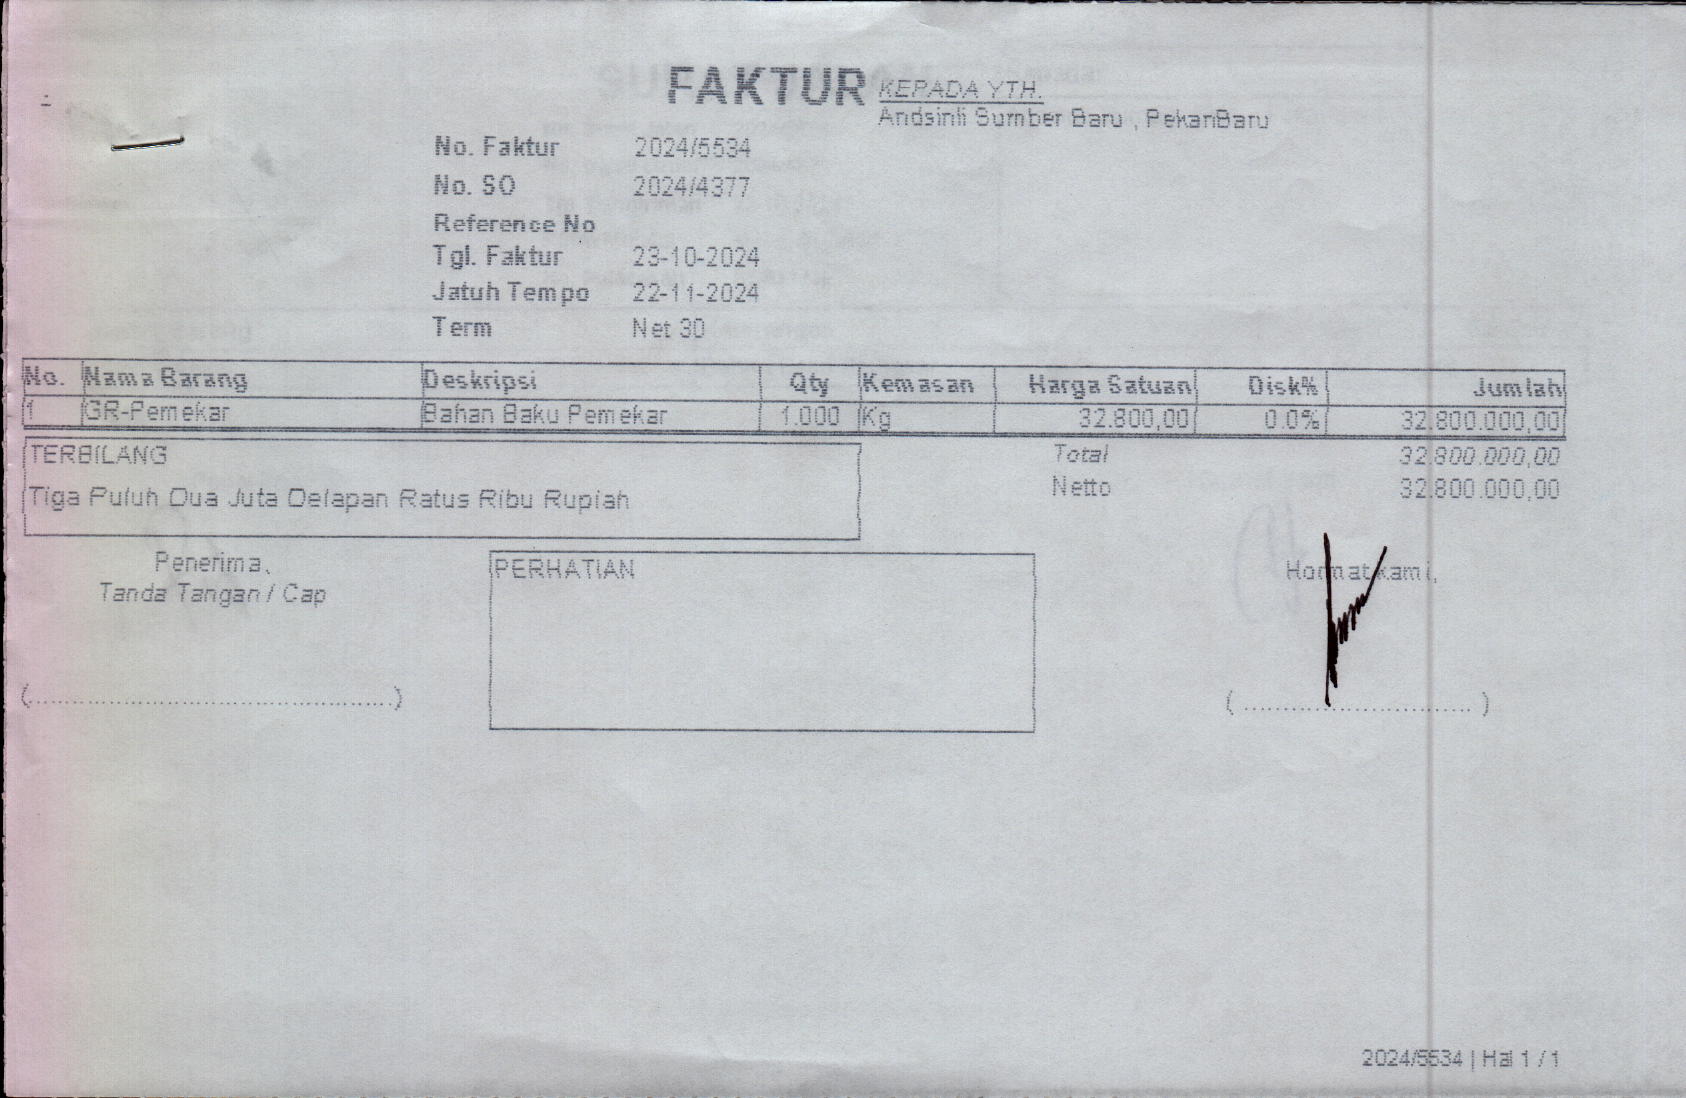 FAKTUR
KEPADA YTH.
Andsinli Sumber Baru , PekanBaru
No. Faktur 2024/5534
No. SO 2024/4377
Reference No
Tgl. Faktur 23-10-2024
Jatuh Tempo 22-11-2024
Term Net 30
No. Nama Barang Deskripsi Qty Kemasan Harga Satuan Disk% Jumlah
1 GR-Pemekar Bahan Baku Pemekar 1.000 Kg 32.800,00 0.0% 32.800.000,00
TERBILANG Total 32.800.000,00
Tiga Puluh Dua Juta Delapan Ratus Ribu Rupiah Netto 32.800.000,00
Penerima, PERHATIAN Hormat kami,
Tanda Tangan / Cap
(..............................................) ( ............................. )
2024/5534 | Hal 1 / 1